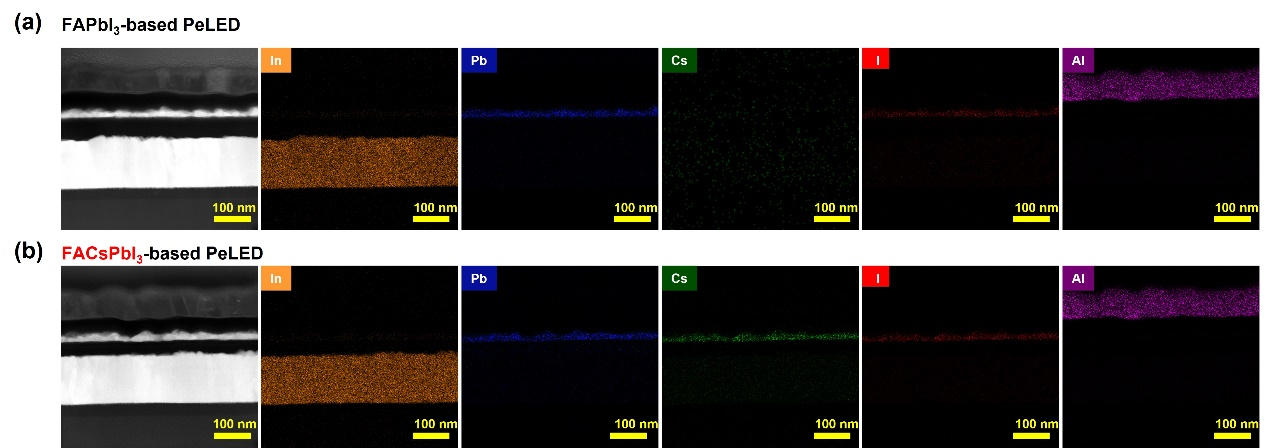 (a) FAPbI₃-based PeLED
In Pb Cs I Al
100 nm 100 nm 100 nm 100 nm 100 nm 100 nm
(b) FACsPbI₃-based PeLED
In Pb Cs I Al
100 nm 100 nm 100 nm 100 nm 100 nm 100 nm